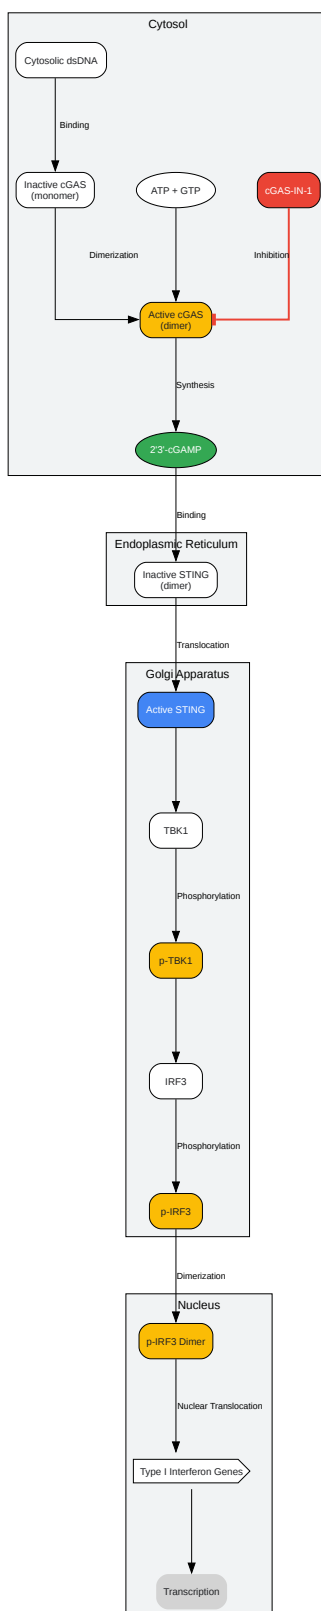 Cytosol
Cytosolic dsDNA
Binding
Inactive cGAS
(monomer)
ATP + GTP
cGAS-IN-1
Dimerization
Inhibition
Active cGAS
(dimer)
Synthesis
2'3'-cGAMP
Binding
Endoplasmic Reticulum
Inactive STING
(dimer)
Translocation
Golgi Apparatus
Active STING
TBK1
Phosphorylation
p-TBK1
IRF3
Phosphorylation
p-IRF3
Dimerization
Nucleus
p-IRF3 Dimer
Nuclear Translocation
Type I Interferon Genes
Transcription